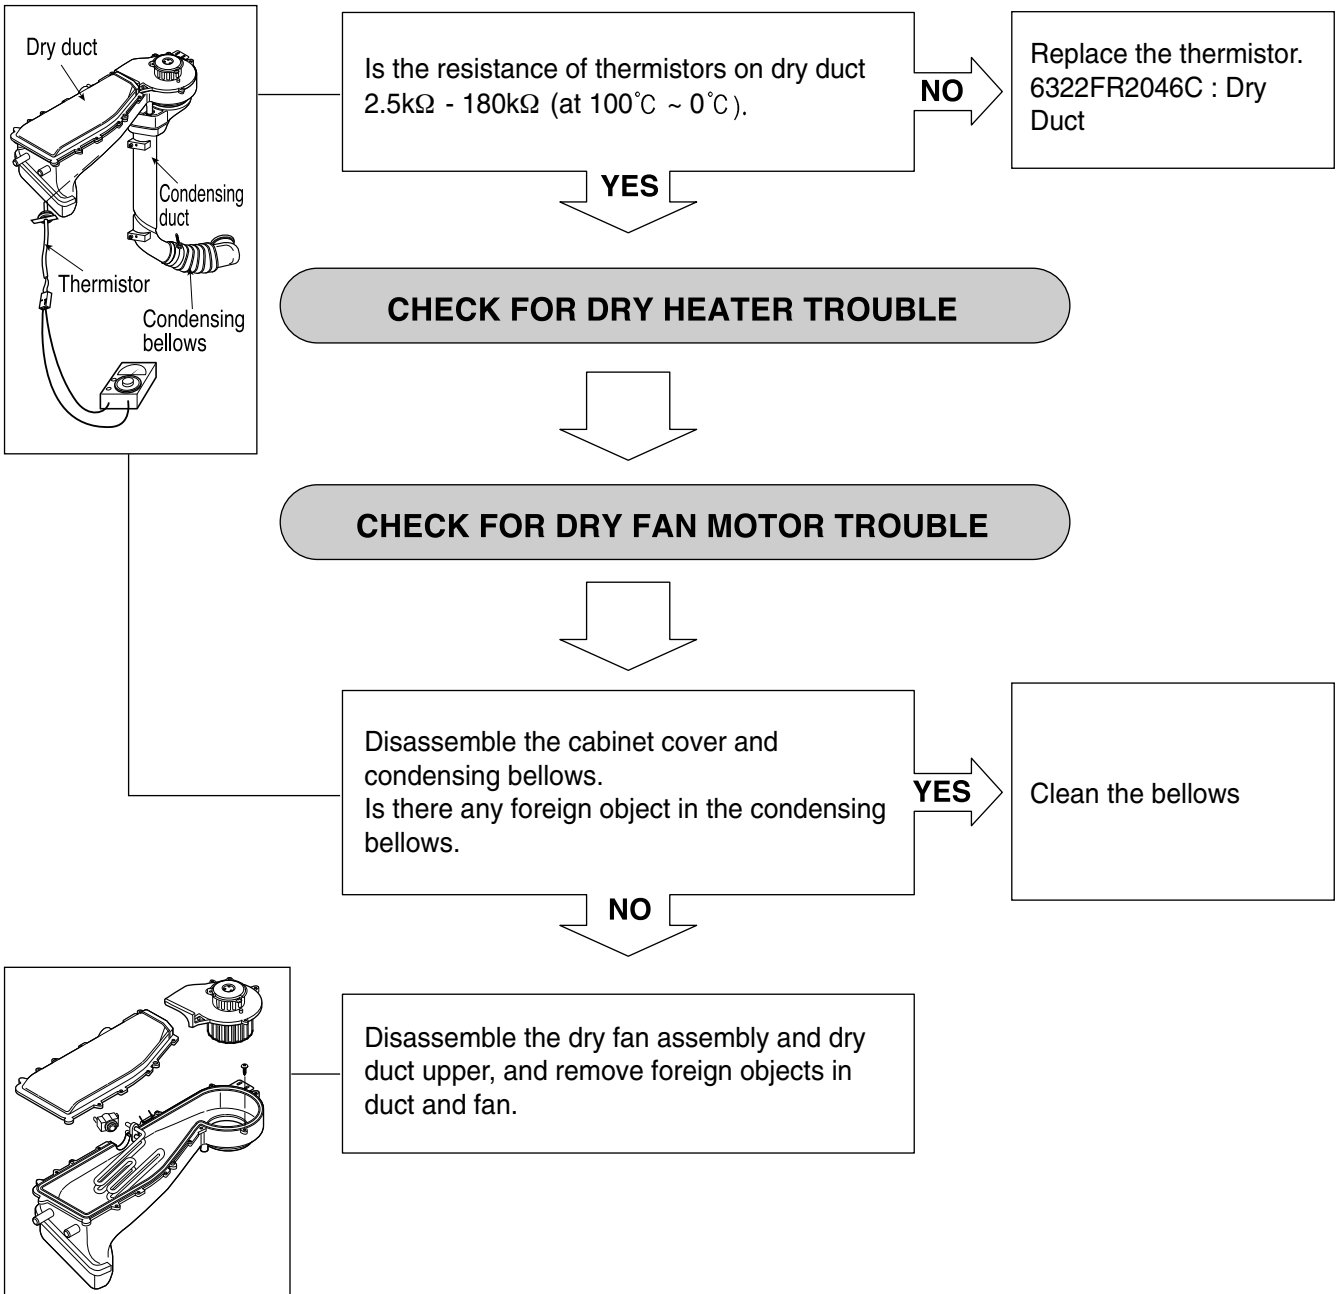 Dry duct
Condensing
duct
Thermistor
Condensing
bellows
Is the resistance of thermistors on dry duct
2.5kΩ - 180kΩ (at 100°C ~ 0°C).
NO
Replace the thermistor.
6322FR2046C : Dry
Duct
YES
CHECK FOR DRY HEATER TROUBLE
CHECK FOR DRY FAN MOTOR TROUBLE
Disassemble the cabinet cover and
condensing bellows.
Is there any foreign object in the condensing
bellows.
YES
Clean the bellows
NO
Disassemble the dry fan assembly and dry
duct upper, and remove foreign objects in
duct and fan.